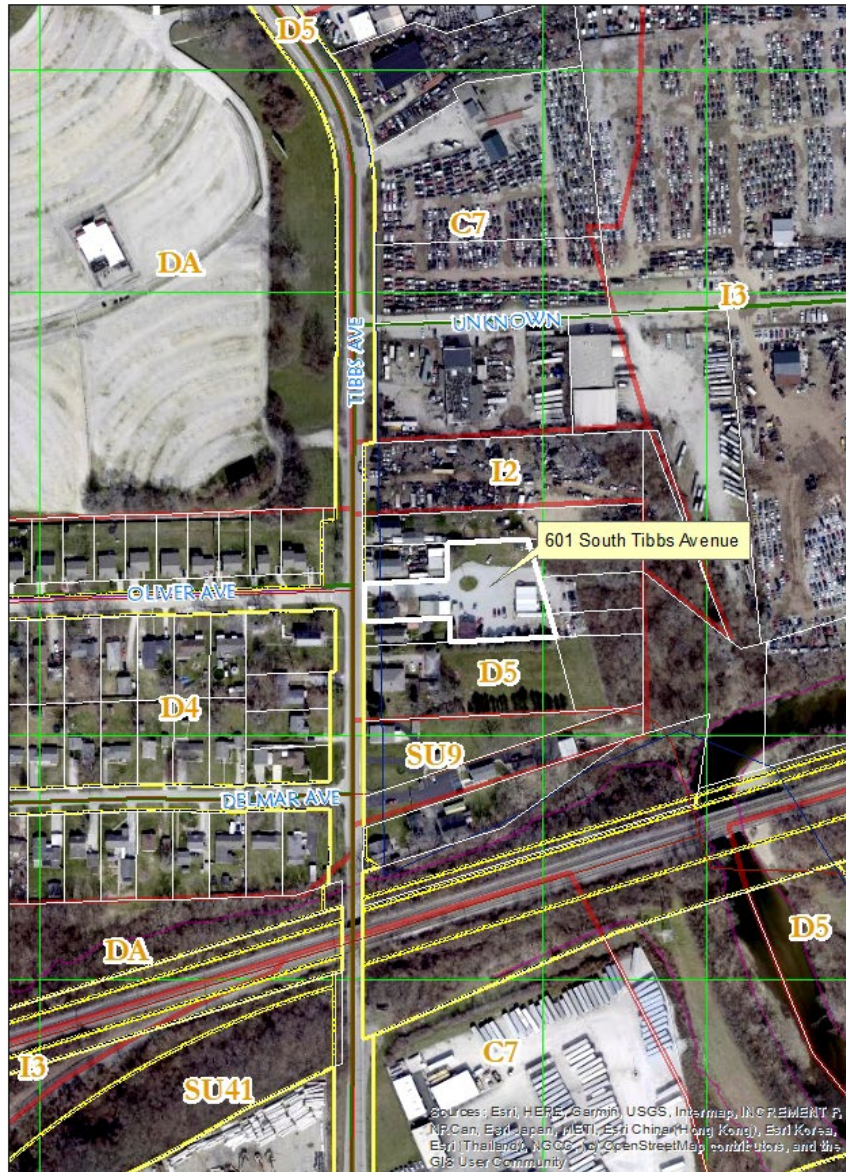 D5
C7
DA
I3
UNKNOWN
TIBBS AVE
I2
601 South Tibbs Avenue
OLIVER AVE
D5
D4
SU9
DELMAR AVE
D5
DA
C7
I3
SU41
Sources: Esri, HERE, Garmin, USGS, Intermap, INCREMENT P,
NRCan, Esri Japan, METI, Esri China (Hong Kong), Esri Korea,
Esri (Thailand), NGCC, (c) OpenStreetMap contributors, and the
GIS User Community